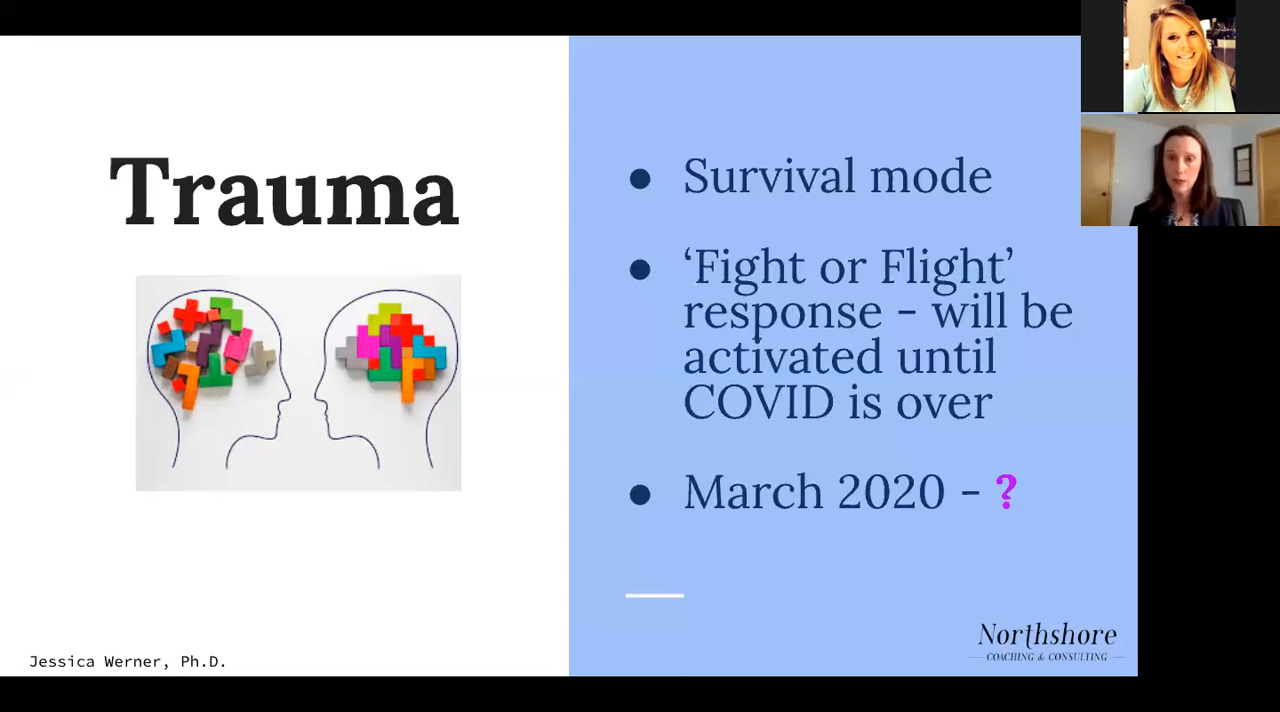 Trauma
● Survival mode
● ‘Fight or Flight’
response - will be
activated until
COVID is over
● March 2020 - ?
Northshore
COACHING & CONSULTING
Jessica Werner, Ph.D.